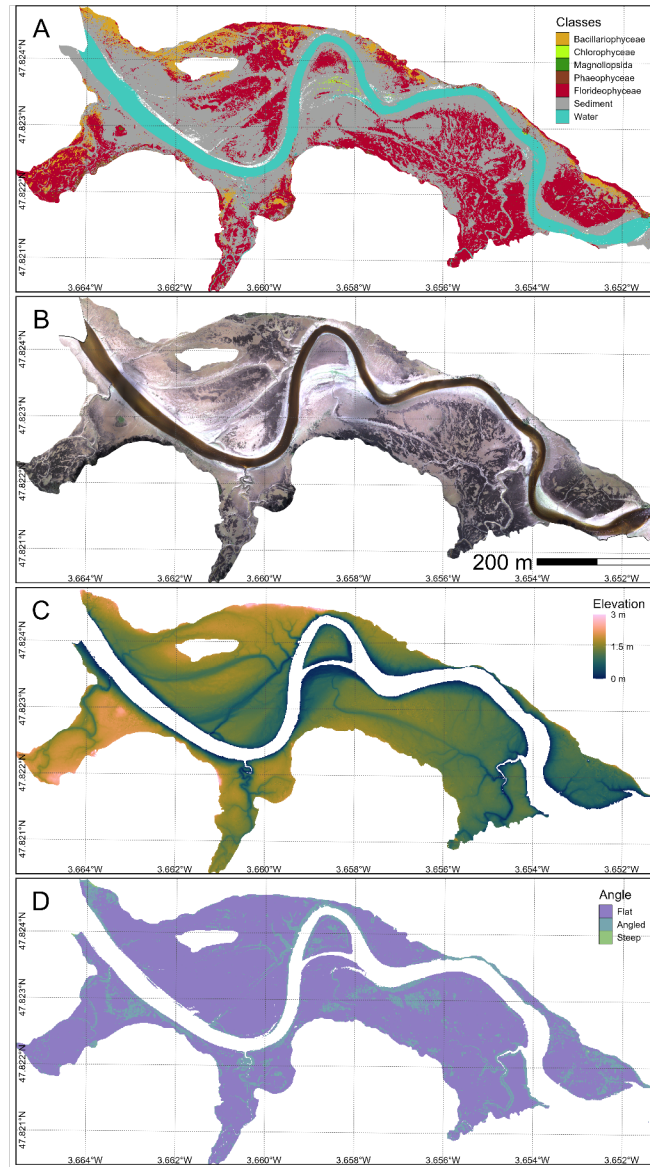 A
Classes
Bacillariophyceae
Chlorophyceae
Magnoliopsida
Phaeophyceae
Florideophyceae
Sediment
Water
47.824°N
47.823°N
47.822°N
47.821°N
3.664°W 3.662°W 3.660°W 3.658°W 3.656°W 3.654°W 3.652°W
B
47.824°N
47.823°N
47.822°N
47.821°N
200 m
3.664°W 3.662°W 3.660°W 3.658°W 3.656°W 3.654°W 3.652°W
C
Elevation
3 m
1.5 m
0 m
47.824°N
47.823°N
47.822°N
47.821°N
3.664°W 3.662°W 3.660°W 3.658°W 3.656°W 3.654°W 3.652°W
D
Angle
Flat
Angled
Steep
47.824°N
47.823°N
47.822°N
47.821°N
3.664°W 3.662°W 3.660°W 3.658°W 3.656°W 3.654°W 3.652°W